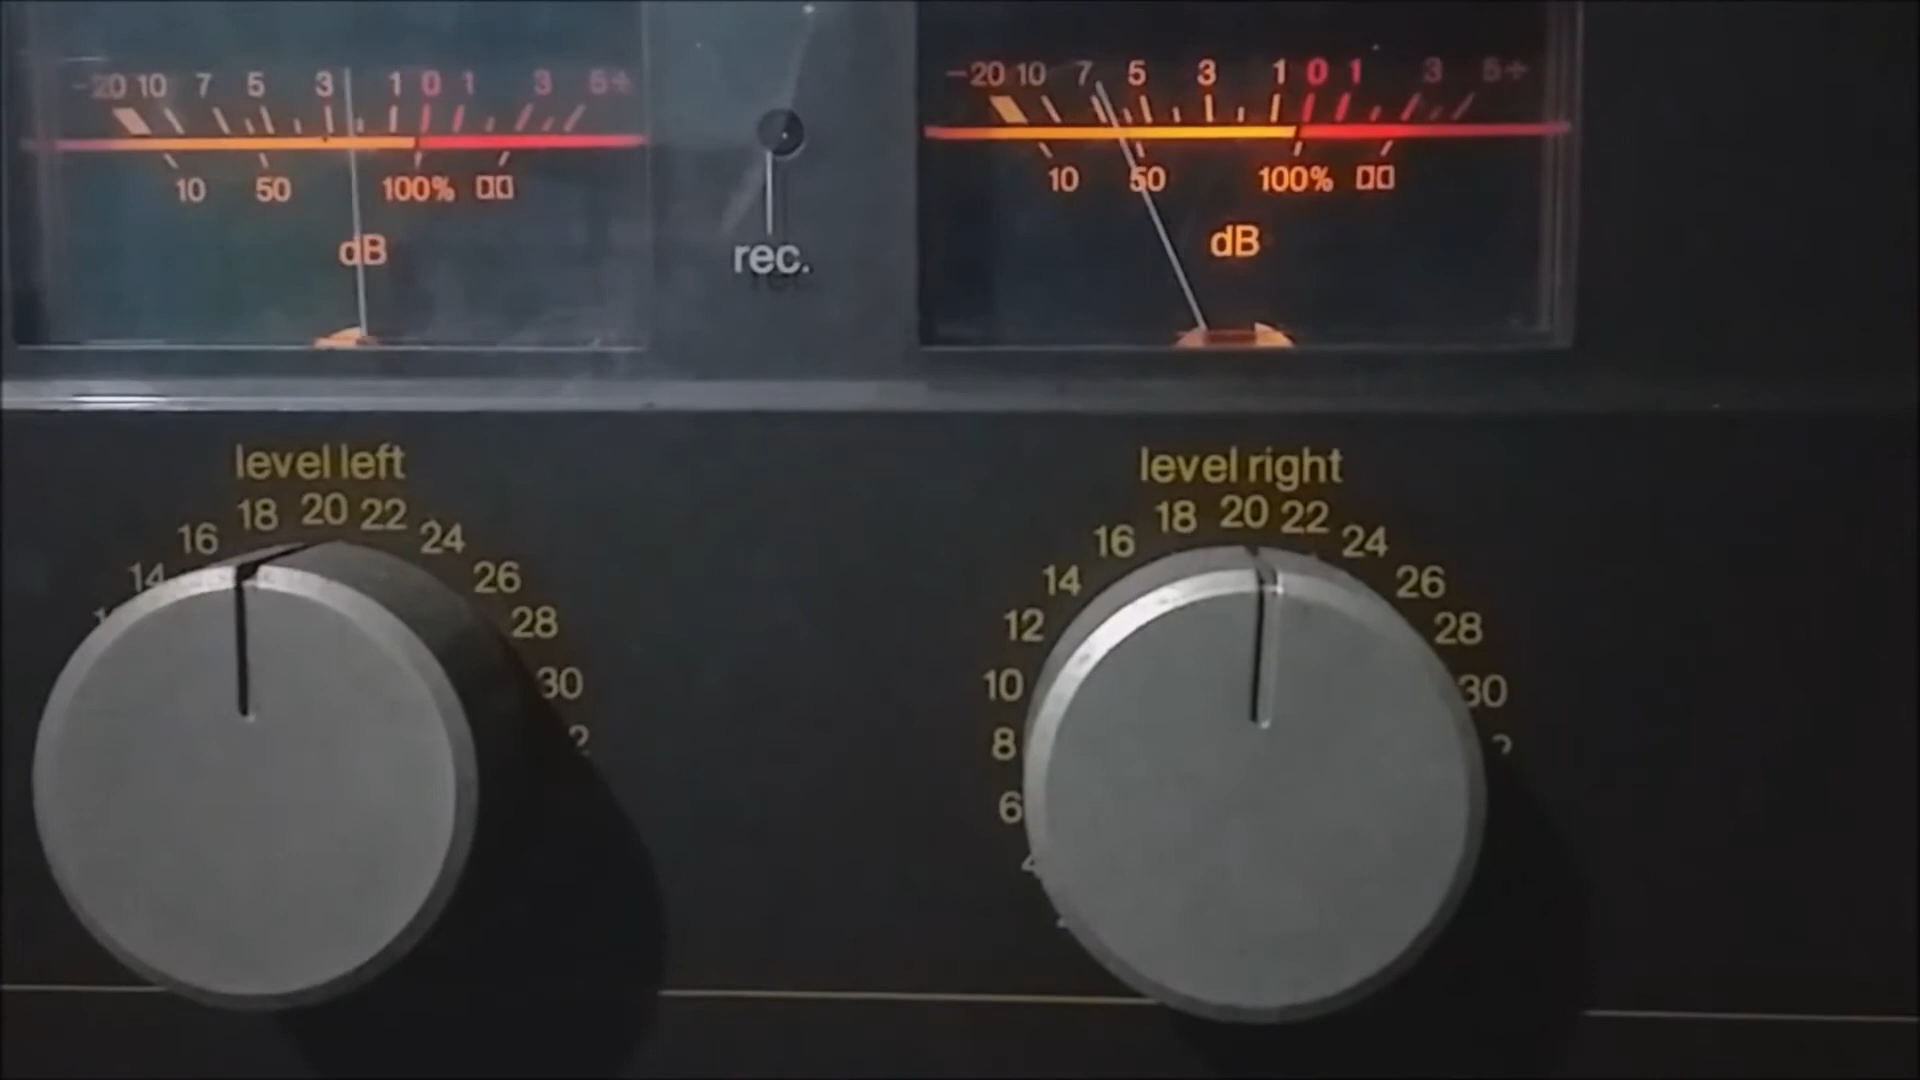 -20 10 7 5 3 1 0 1 3 5+
10 50 100%
dB
rec.
-20 10 7 5 3 1 0 1 3 5+
10 50 100%
dB
level left
14 16 18 20 22 24 26 28 30
level right
6 8 10 12 14 16 18 20 22 24 26 28 30